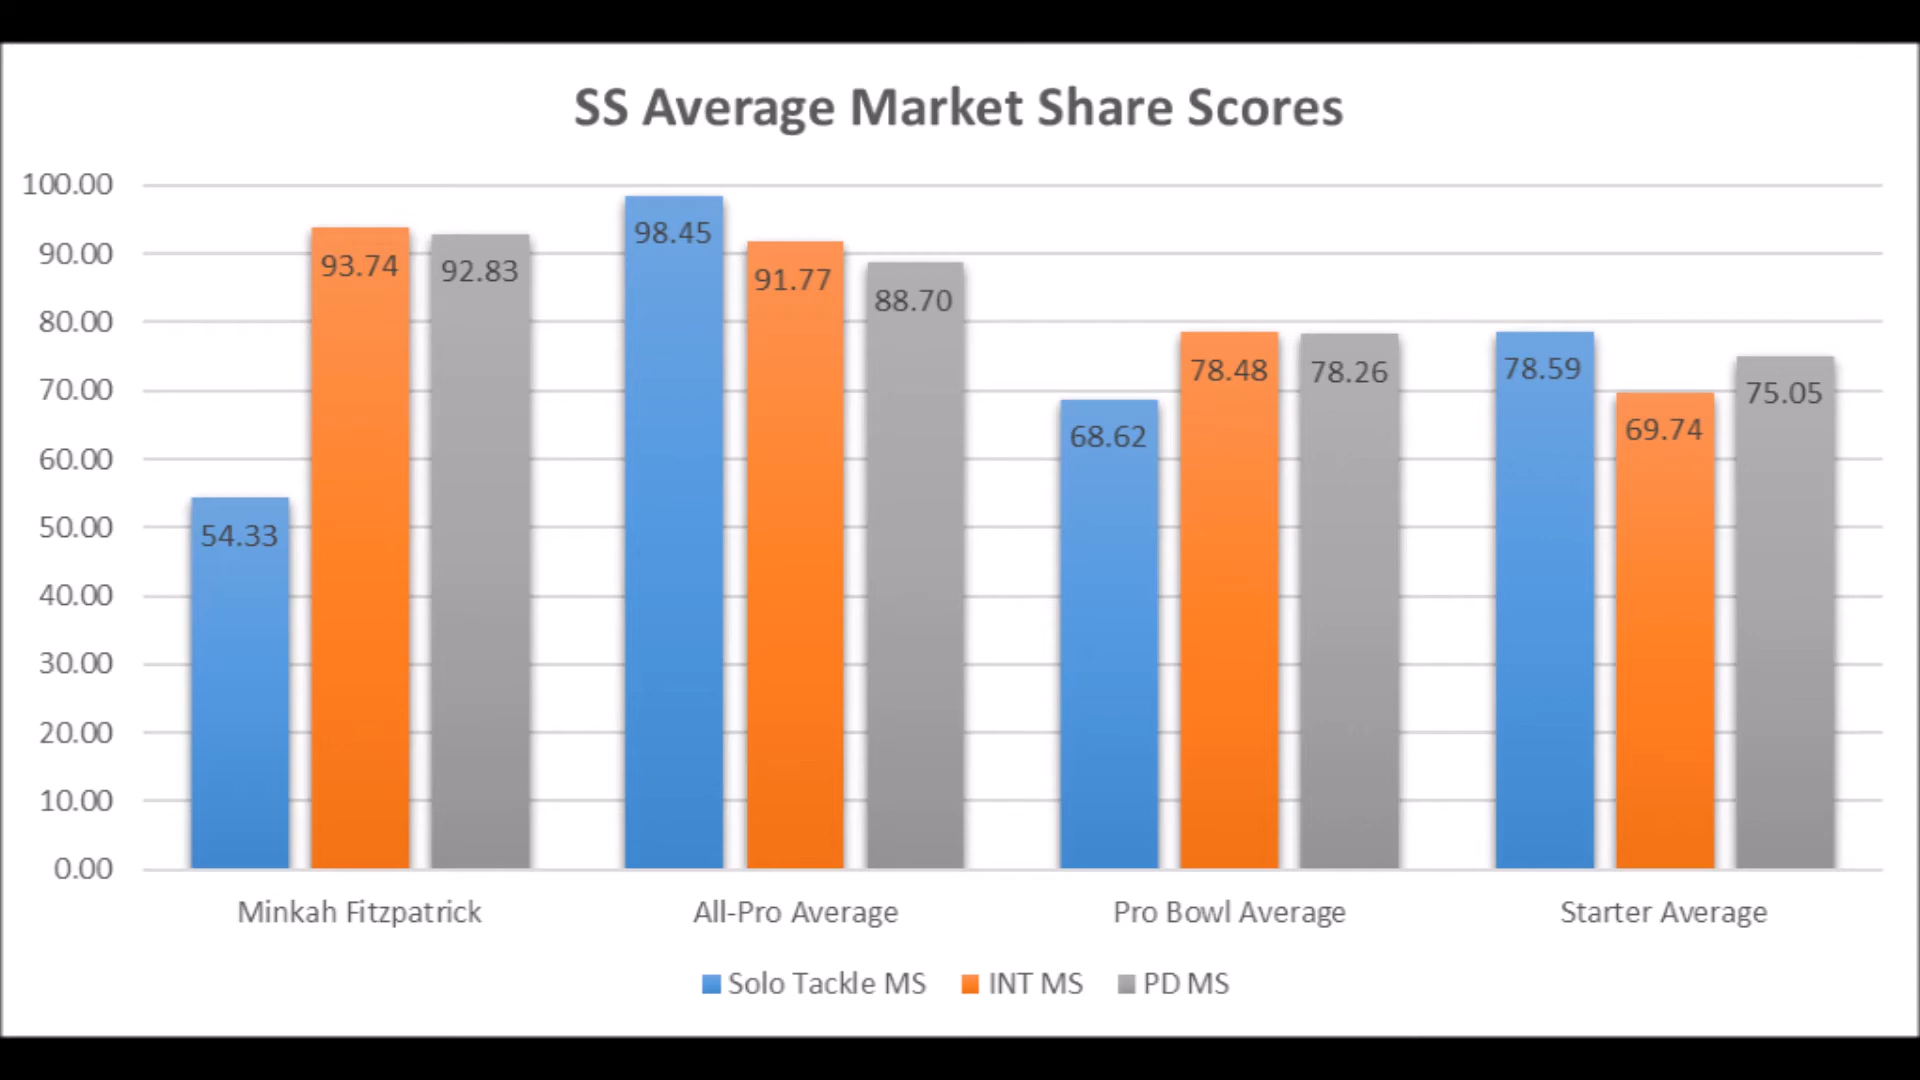 SS Average Market Share Scores
100.00
90.00
80.00
70.00
60.00
50.00
40.00
30.00
20.00
10.00
0.00
54.33 93.74 92.83
98.45 91.77 88.70
68.62 78.48 78.26
78.59 69.74 75.05
Minkah Fitzpatrick All-Pro Average Pro Bowl Average Starter Average
Solo Tackle MS INT MS PD MS